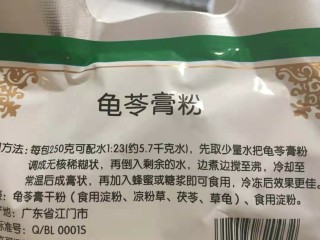 龟苓膏粉
方法：每包250克可配水1:23(约5.7千克水)，先取少量水把龟苓膏粉
调成无核稀糊状，再倒入剩余的水，边煮边搅至沸，冷却至
常温后成膏状，再加入蜂蜜或糖浆即可食用，冷冻后效果更佳。
龟苓膏干粉（食用淀粉、凉粉草、茯苓、草龟）、食用淀粉。
地：广东省江门市
准号：Q/BL 0001S